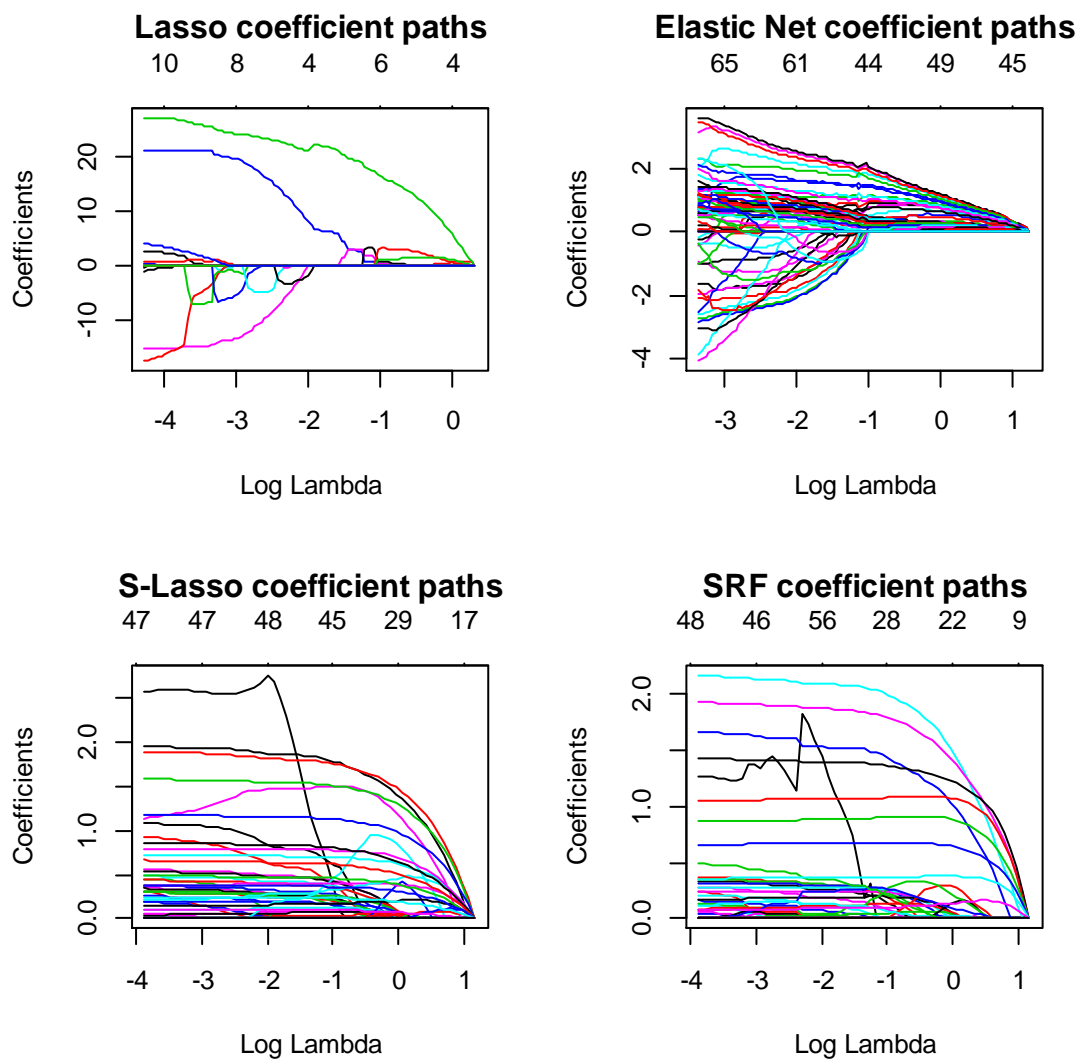 Lasso coefficient paths
10 8 4 6 4
Coefficients
-10 0 10 20
-4 -3 -2 -1 0
Log Lambda
Elastic Net coefficient paths
65 61 44 49 45
Coefficients
-4 -2 0 2
-3 -2 -1 0 1
Log Lambda
S-Lasso coefficient paths
47 47 48 45 29 17
Coefficients
0.0 1.0 2.0
-4 -3 -2 -1 0 1
Log Lambda
SRF coefficient paths
48 46 56 28 22 9
Coefficients
0.0 1.0 2.0
-4 -3 -2 -1 0 1
Log Lambda